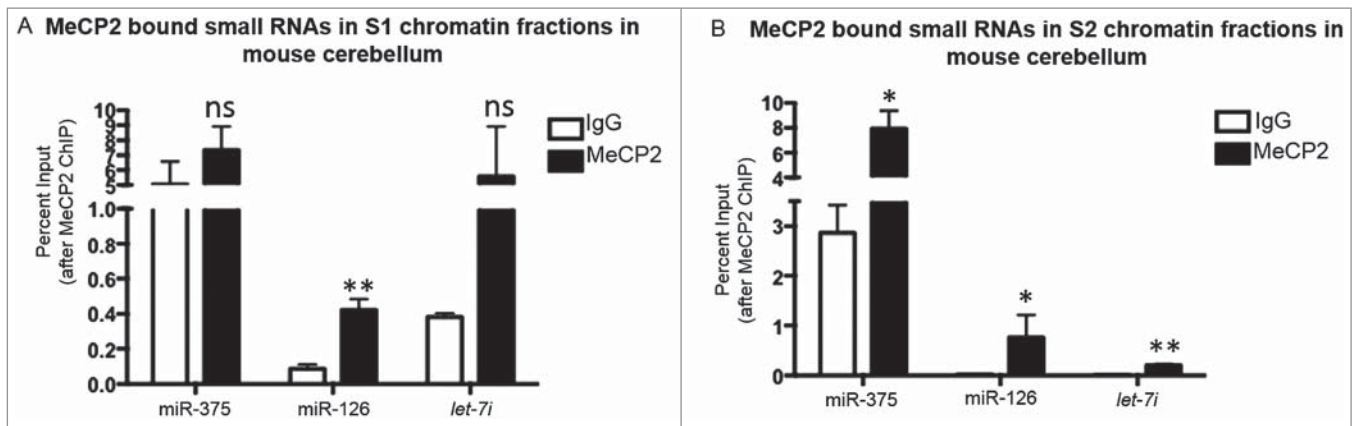 A MeCP2 bound small RNAs in S1 chromatin fractions in
mouse cerebellum
Percent Input
(after MeCP2 ChIP)
10
9
8
7
6
5
1.0
0.8
0.6
0.4
0.2
0.0
ns
**
ns
IgG
MeCP2
miR-375
miR-126
let-7i
B MeCP2 bound small RNAs in S2 chromatin fractions in
mouse cerebellum
Percent Input
(after MeCP2 ChIP)
10
8
6
4
3
2
1
0
*
*
**
IgG
MeCP2
miR-375
miR-126
let-7i